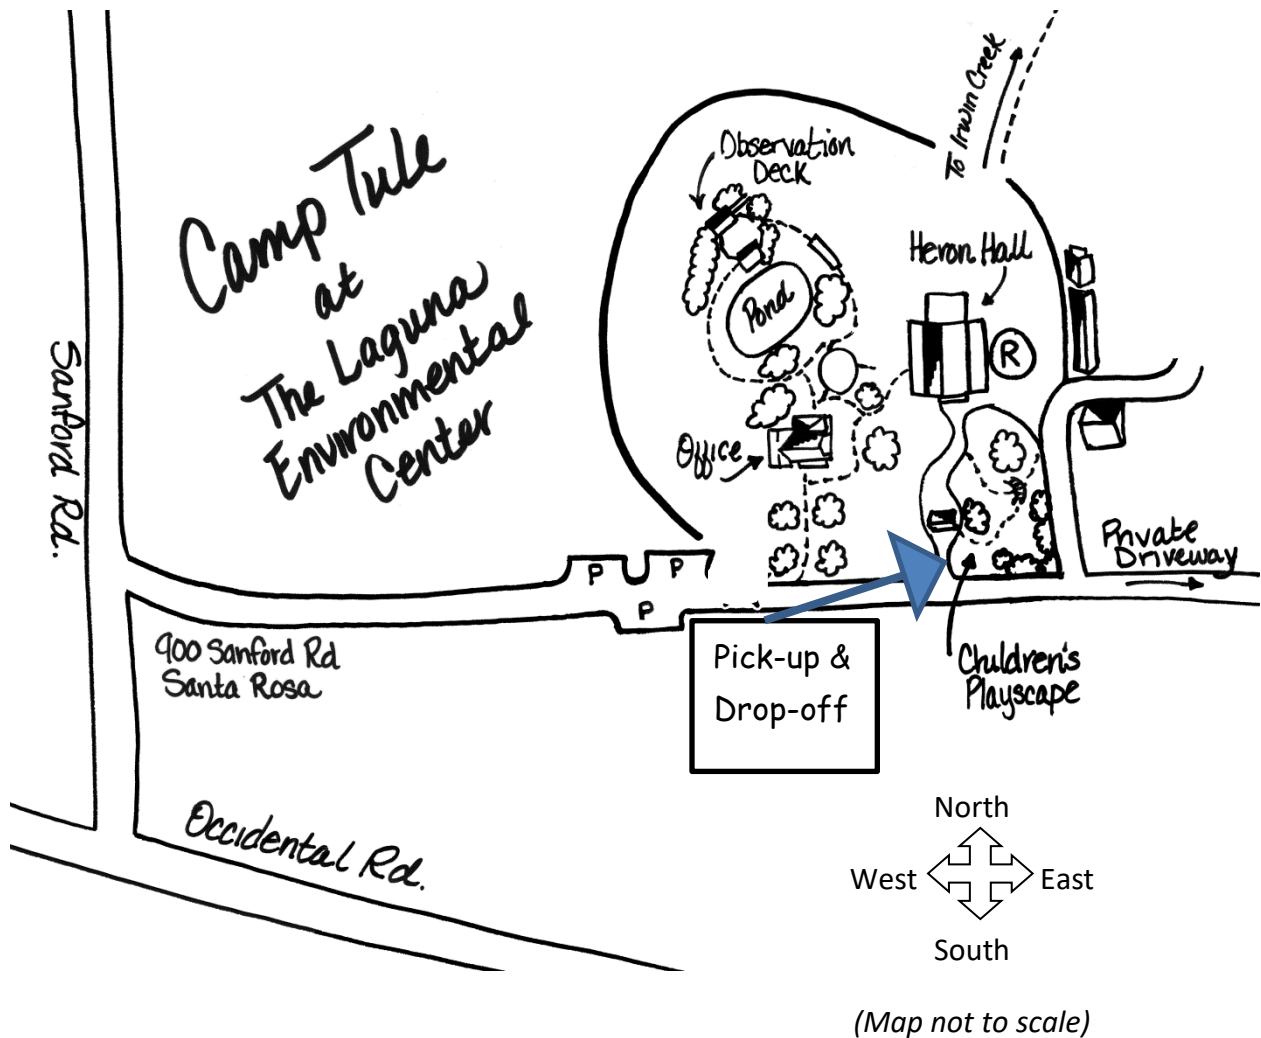 Camp Tule
at
The Laguna
Environmental
Center
To Irwin Creek
Observation
Deck
Heron Hall
Pond
R
Office
Sanford Rd.
Private
Driveway
P
P
P
900 Sanford Rd
Santa Rosa
Pick-up &
Drop-off
Children's
Playscape
Occidental Rd.
North
West
East
South
(Map not to scale)